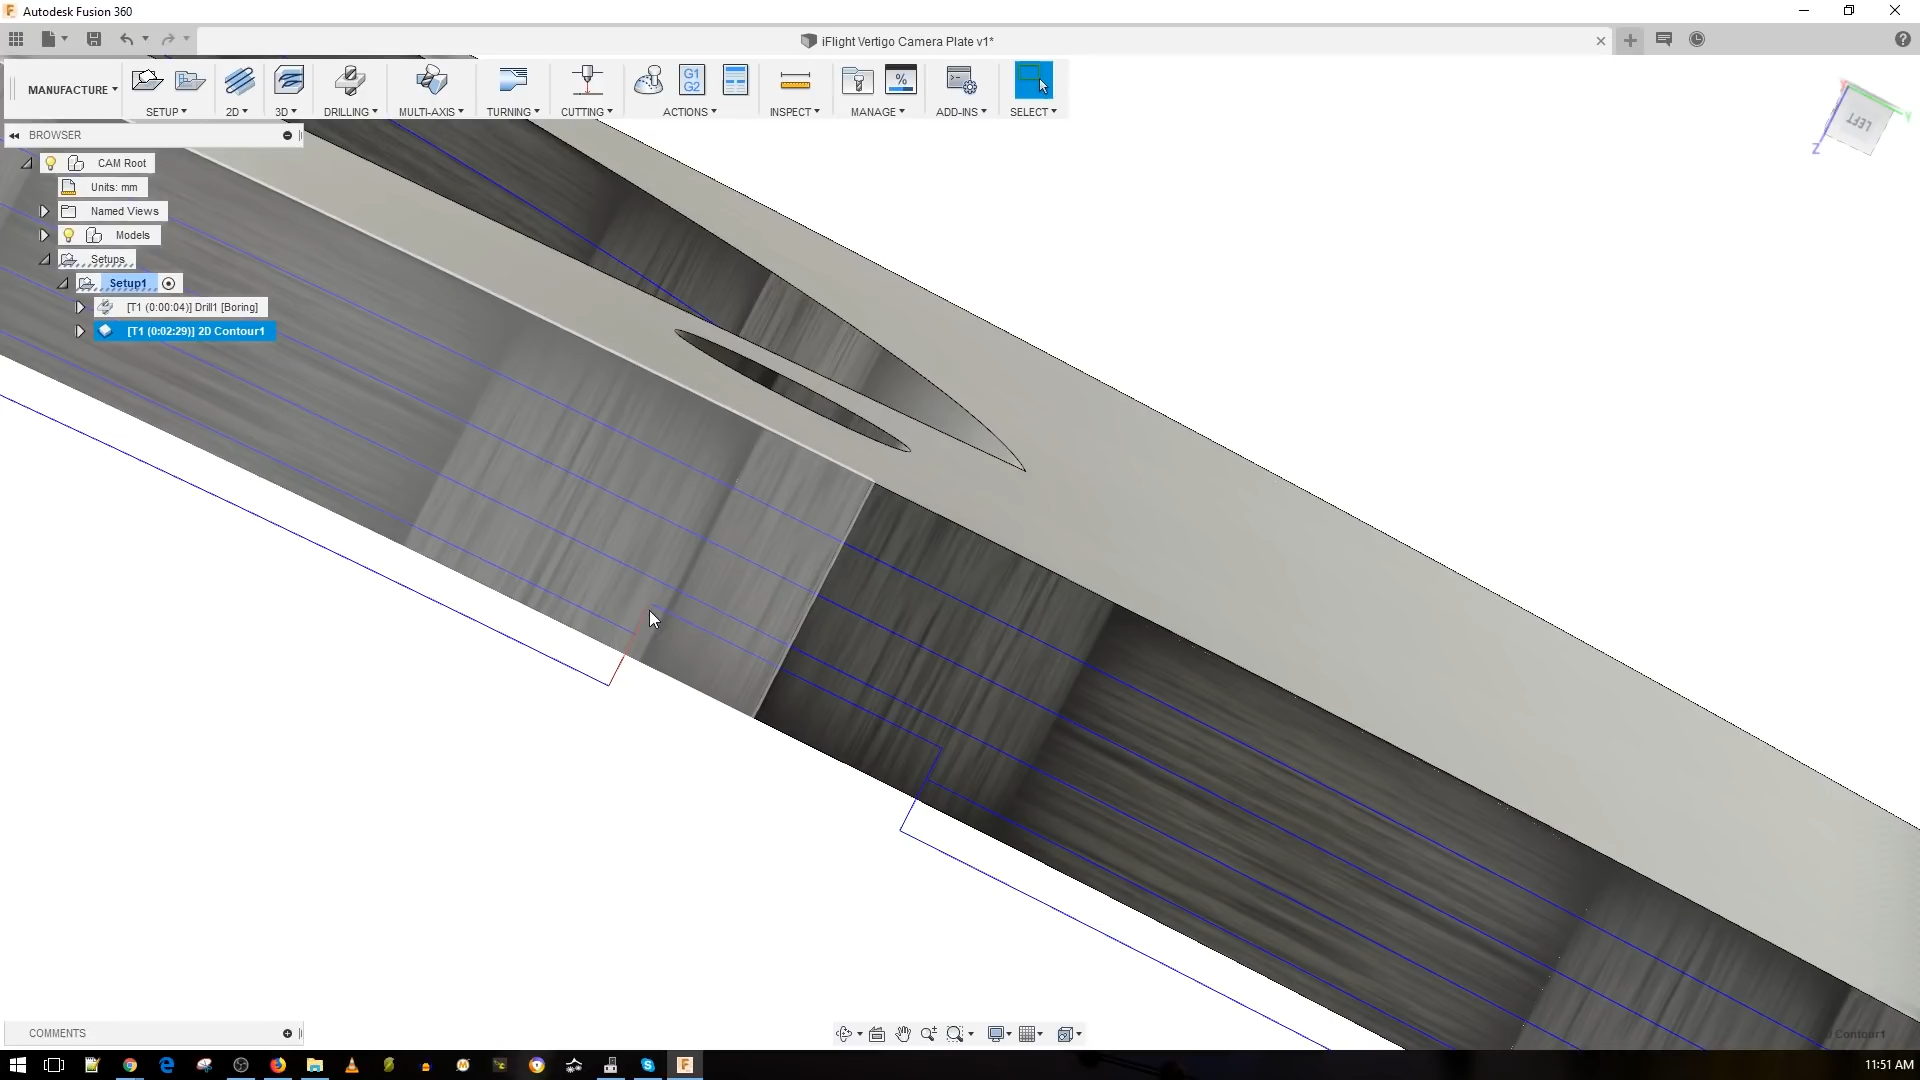 Autodesk Fusion 360
iFlight Vertigo Camera Plate v1*
MANUFACTURE
G1
G2
SETUP
2D
3D
DRILLING
MULTI-AXIS
TURNING
CUTTING
ACTIONS
INSPECT
MANAGE
ADD-INS
SELECT
LEFT
Z
Y
BROWSER
CAM Root
Units: mm
Named Views
Models
Setups
Setup1
[T1 (0:00:04)] Drill1 [Boring]
[T1 (0:02:29)] 2D Contour1
COMMENTS
Contour1
11:51 AM